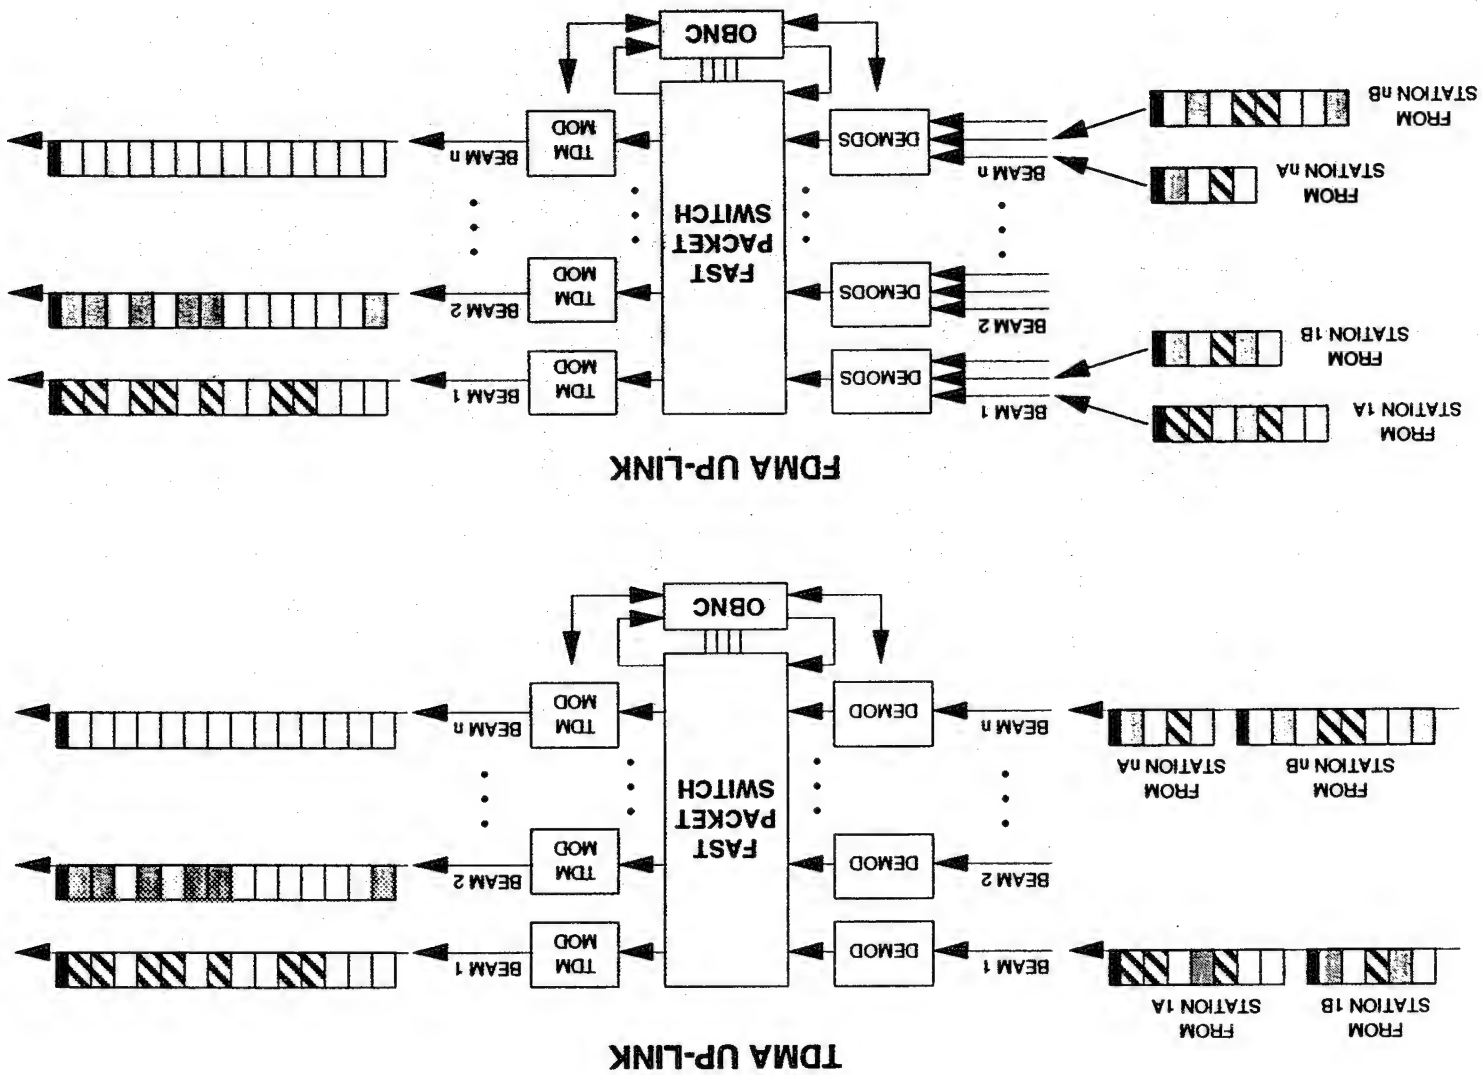 TDMA UP-LINK
FROM
STATION 1B
FROM
STATION 1A
BEAM 1
DEMOD
TDM
MOD
BEAM 1
BEAM 2
DEMOD
FAST
PACKET
SWITCH
TDM
MOD
BEAM 2
FROM
STATION nB
FROM
STATION nA
BEAM n
DEMOD
TDM
MOD
BEAM n
OBNC
FDMA UP-LINK
FROM
STATION 1A
FROM
STATION 1B
BEAM 1
DEMODS
TDM
MOD
BEAM 1
BEAM 2
DEMODS
FAST
PACKET
SWITCH
TDM
MOD
BEAM 2
FROM
STATION nA
FROM
STATION nB
BEAM n
DEMODS
TDM
MOD
BEAM n
OBNC